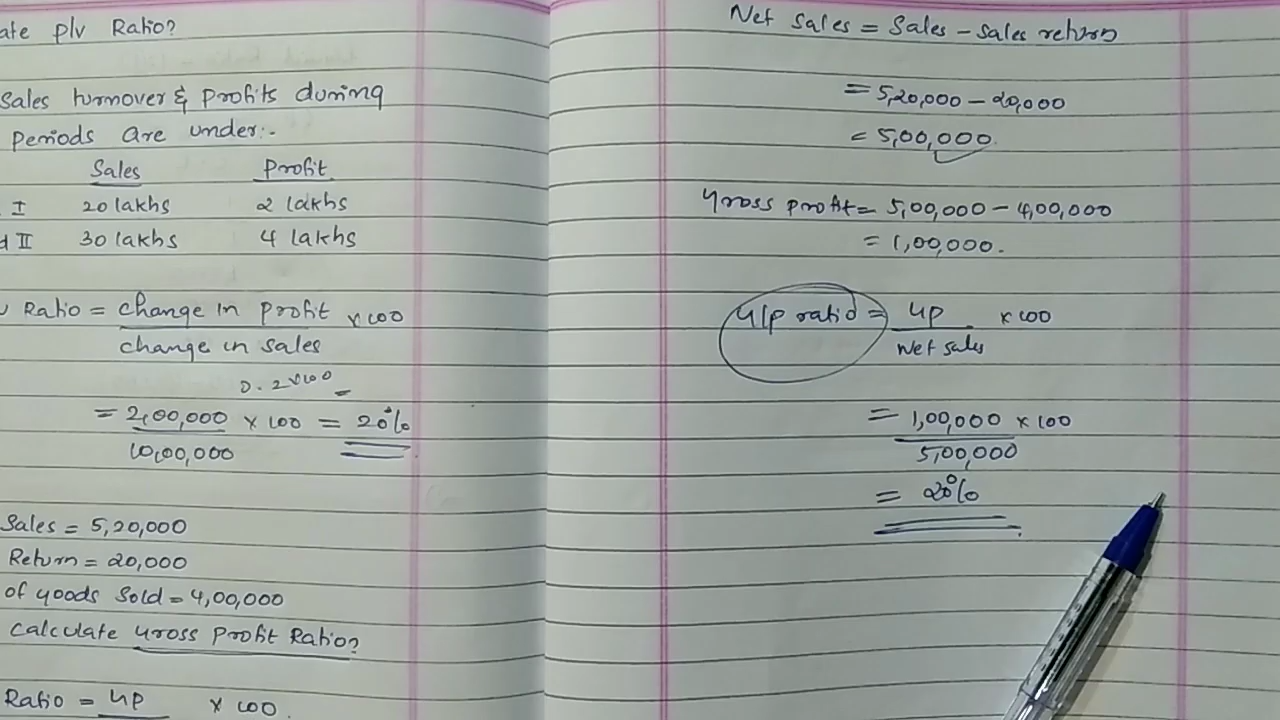 ate P/v Ratio?
Sales turnover & Profits during
Periods are under:-
Sales Profit
I 20 lakhs 2 lakhs
d II 30 lakhs 4 lakhs
v Ratio = change in Profit × 100
change in sales
0.2×100
= 2,00,000 × 100 = 20%
10,00,000
Sales = 5,20,000
Return = 20,000
of goods Sold = 4,00,000
Calculate Gross Profit Ratio?
Ratio = GP × 100.
Net Sales = Sales - Sales return
= 5,20,000 - 20,000
= 5,00,000
Gross profit = 5,00,000 - 4,00,000
= 1,00,000.
G/p ratio = GP × 100
Net sales
= 1,00,000 × 100
5,00,000
= 20%